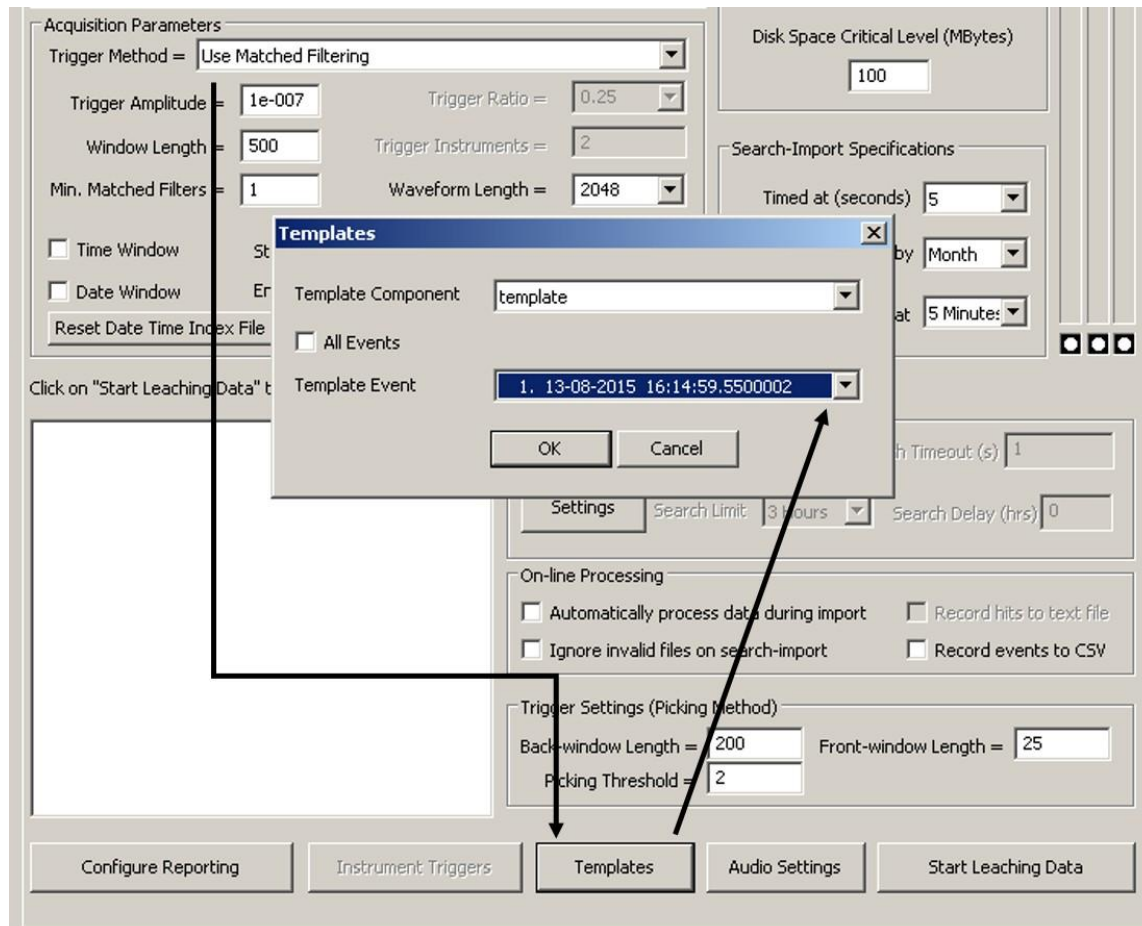 Acquisition Parameters
Trigger Method = Use Matched Filtering
Trigger Amplitude = 1e-007 Trigger Ratio = 0.25
Window Length = 500 Trigger Instruments = 2
Min. Matched Filters = 1 Waveform Length = 2048
Time Window St
Date Window Er
Reset Date Time Index File
Disk Space Critical Level (MBytes)
100
Search-Import Specifications
Timed at (seconds) 5
by Month
at 5 Minute
Templates
Template Component template
All Events
Template Event 1. 13-08-2015 16:14:59.5500002
OK Cancel
Click on "Start Leaching Data" t
h Timeout (s) 1
Settings Search Limit 3 Hours Search Delay (hrs) 0
On-line Processing
Automatically process data during import Record hits to text file
Ignore invalid files on search-import Record events to CSV
Trigger Settings (Picking Method)
Back-window Length = 200 Front-window Length = 25
Picking Threshold = 2
Configure Reporting Instrument Triggers Templates Audio Settings Start Leaching Data